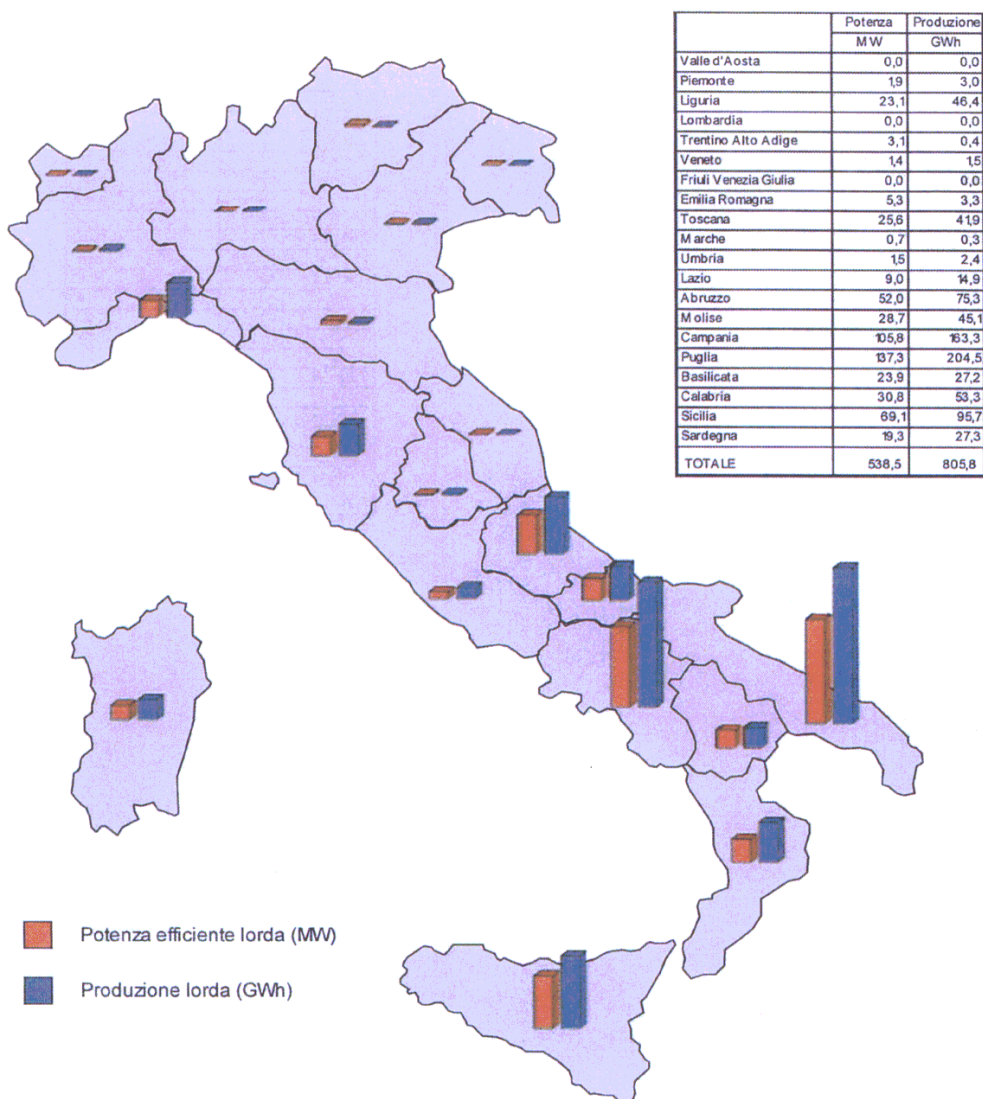 Potenza Produzione
MW GWh
Valle d'Aosta 0,0 0,0
Piemonte 1,9 3,0
Liguria 23,1 46,4
Lombardia 0,0 0,0
Trentino Alto Adige 3,1 0,4
Veneto 1,4 1,5
Friuli Venezia Giulia 0,0 0,0
Emilia Romagna 5,3 3,3
Toscana 25,6 41,9
Marche 0,7 0,3
Umbria 1,5 2,4
Lazio 9,0 14,9
Abruzzo 52,0 75,3
Molise 28,7 45,1
Campania 105,8 163,3
Puglia 137,3 204,5
Basilicata 23,9 27,2
Calabria 30,8 53,3
Sicilia 69,1 95,7
Sardegna 19,3 27,3
TOTALE 538,5 805,8
Potenza efficiente lorda (MW)
Produzione lorda (GWh)